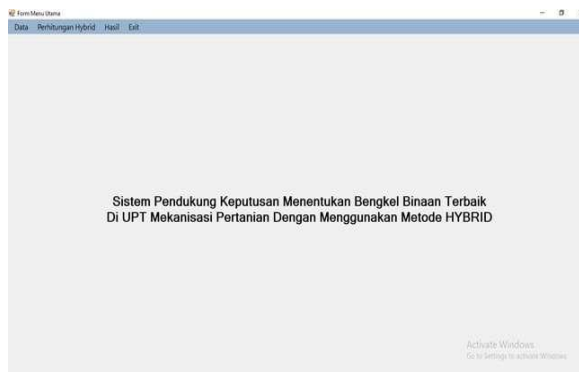 Form Menu Utama
Data Perhitungan Hybrid Hasil Exit
Sistem Pendukung Keputusan Menentukan Bengkel Binaan Terbaik
Di UPT Mekanisasi Pertanian Dengan Menggunakan Metode HYBRID
Activate Windows
Go to Settings to activate Windows.